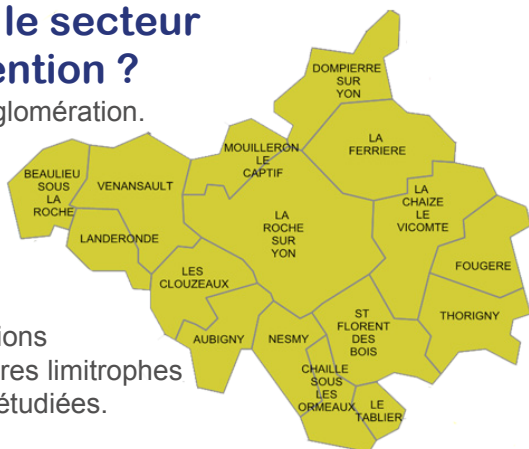 le secteur
ention ?
glomération.
DOMPIERRE
SUR
YON
LA
FERRIERE
MOUILLERON
LE
CAPTIF
BEAULIEU
SOUS
LA
ROCHE
VENANSAULT
LA
CHAIZE
LE
VICOMTE
LA
ROCHE
SUR
YON
LANDERONDE
FOUGERE
LES
CLOUZEAUX
THORIGNY
ST
FLORENT
DES
BOIS
AUBIGNY
NESMY
CHAILLE
SOUS
LES
ORMEAUX
LE
TABLIER
ions
res limitrophes
étudiées.